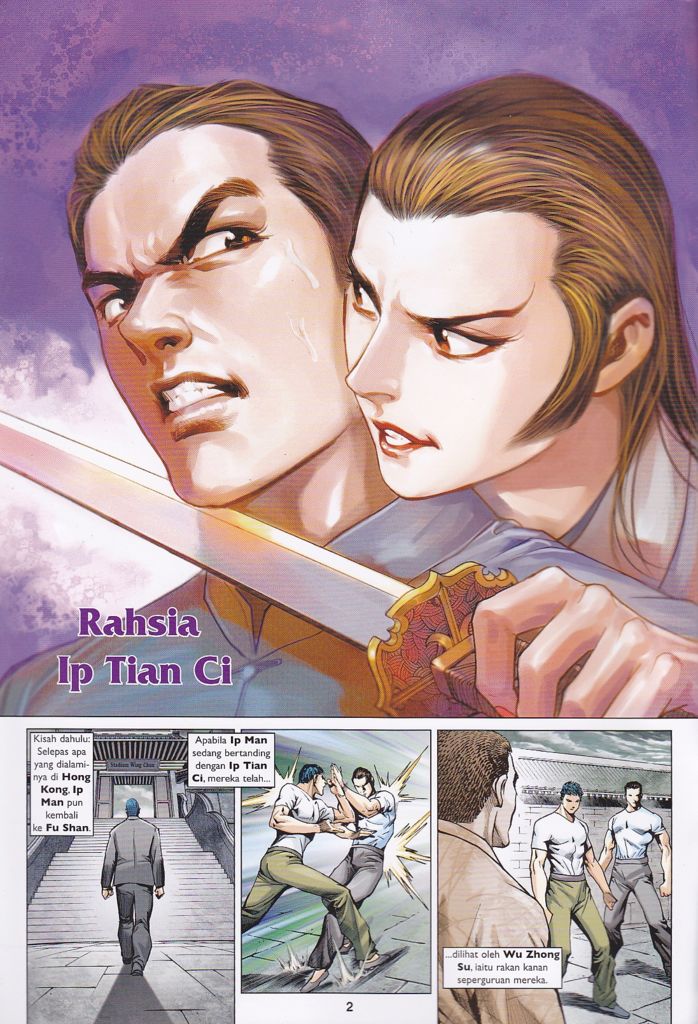 Rahsia
Ip Tian Ci
Kisah dahulu:
Selepas apa
yang dialami-
nya di Hong
Kong, Ip
Man pun
kembali
ke Fu Shan.
Stadium Wing Chun
Apabila Ip Man
sedang bertanding
dengan Ip Tian
Ci, mereka telah...
...dilihat oleh Wu Zhong
Su, iaitu rakan kanan
seperguruan mereka.
2